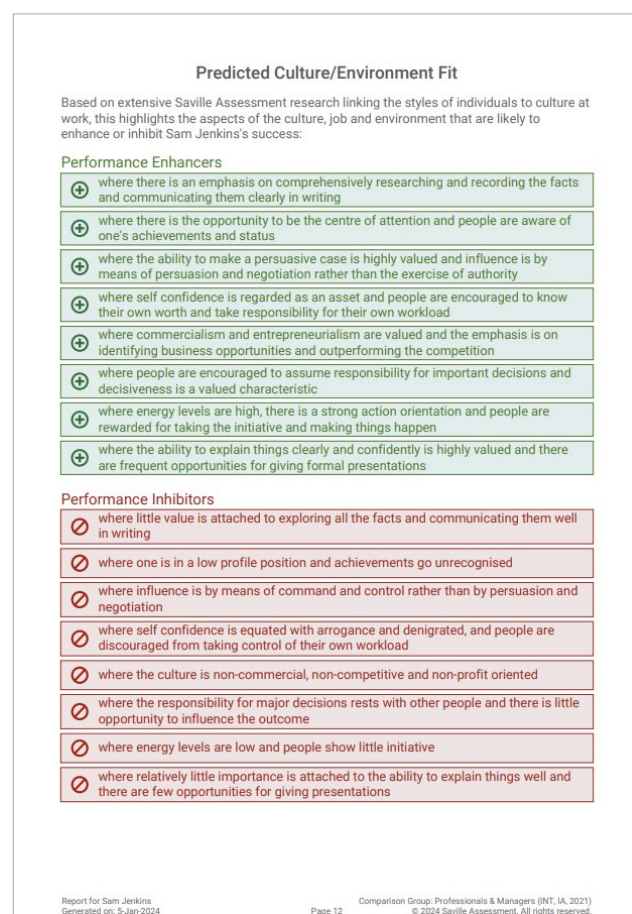 Predicted Culture/Environment Fit
Based on extensive Saville Assessment research linking the styles of individuals to culture at
work, this highlights the aspects of the culture, job and environment that are likely to
enhance or inhibit Sam Jenkins's success:
Performance Enhancers
where there is an emphasis on comprehensively researching and recording the facts
and communicating them clearly in writing
where there is the opportunity to be the centre of attention and people are aware of
one's achievements and status
where the ability to make a persuasive case is highly valued and influence is by
means of persuasion and negotiation rather than the exercise of authority
where self confidence is regarded as an asset and people are encouraged to know
their own worth and take responsibility for their own workload
where commercialism and entrepreneurialism are valued and the emphasis is on
identifying business opportunities and outperforming the competition
where people are encouraged to assume responsibility for important decisions and
decisiveness is a valued characteristic
where energy levels are high, there is a strong action orientation and people are
rewarded for taking the initiative and making things happen
where the ability to explain things clearly and confidently is highly valued and there
are frequent opportunities for giving formal presentations
Performance Inhibitors
where little value is attached to exploring all the facts and communicating them well
in writing
where one is in a low profile position and achievements go unrecognised
where influence is by means of command and control rather than by persuasion and
negotiation
where self confidence is equated with arrogance and denigrated, and people are
discouraged from taking control of their own workload
where the culture is non-commercial, non-competitive and non-profit oriented
where the responsibility for major decisions rests with other people and there is little
opportunity to influence the outcome
where energy levels are low and people show little initiative
where relatively little importance is attached to the ability to explain things well and
there are few opportunities for giving presentations
Report for Sam Jenkins Comparison Group: Professionals & Managers (INT, IA, 2021)
Generated on: 5-Jan-2024 Page 12 © 2024 Saville Assessment. All rights reserved.